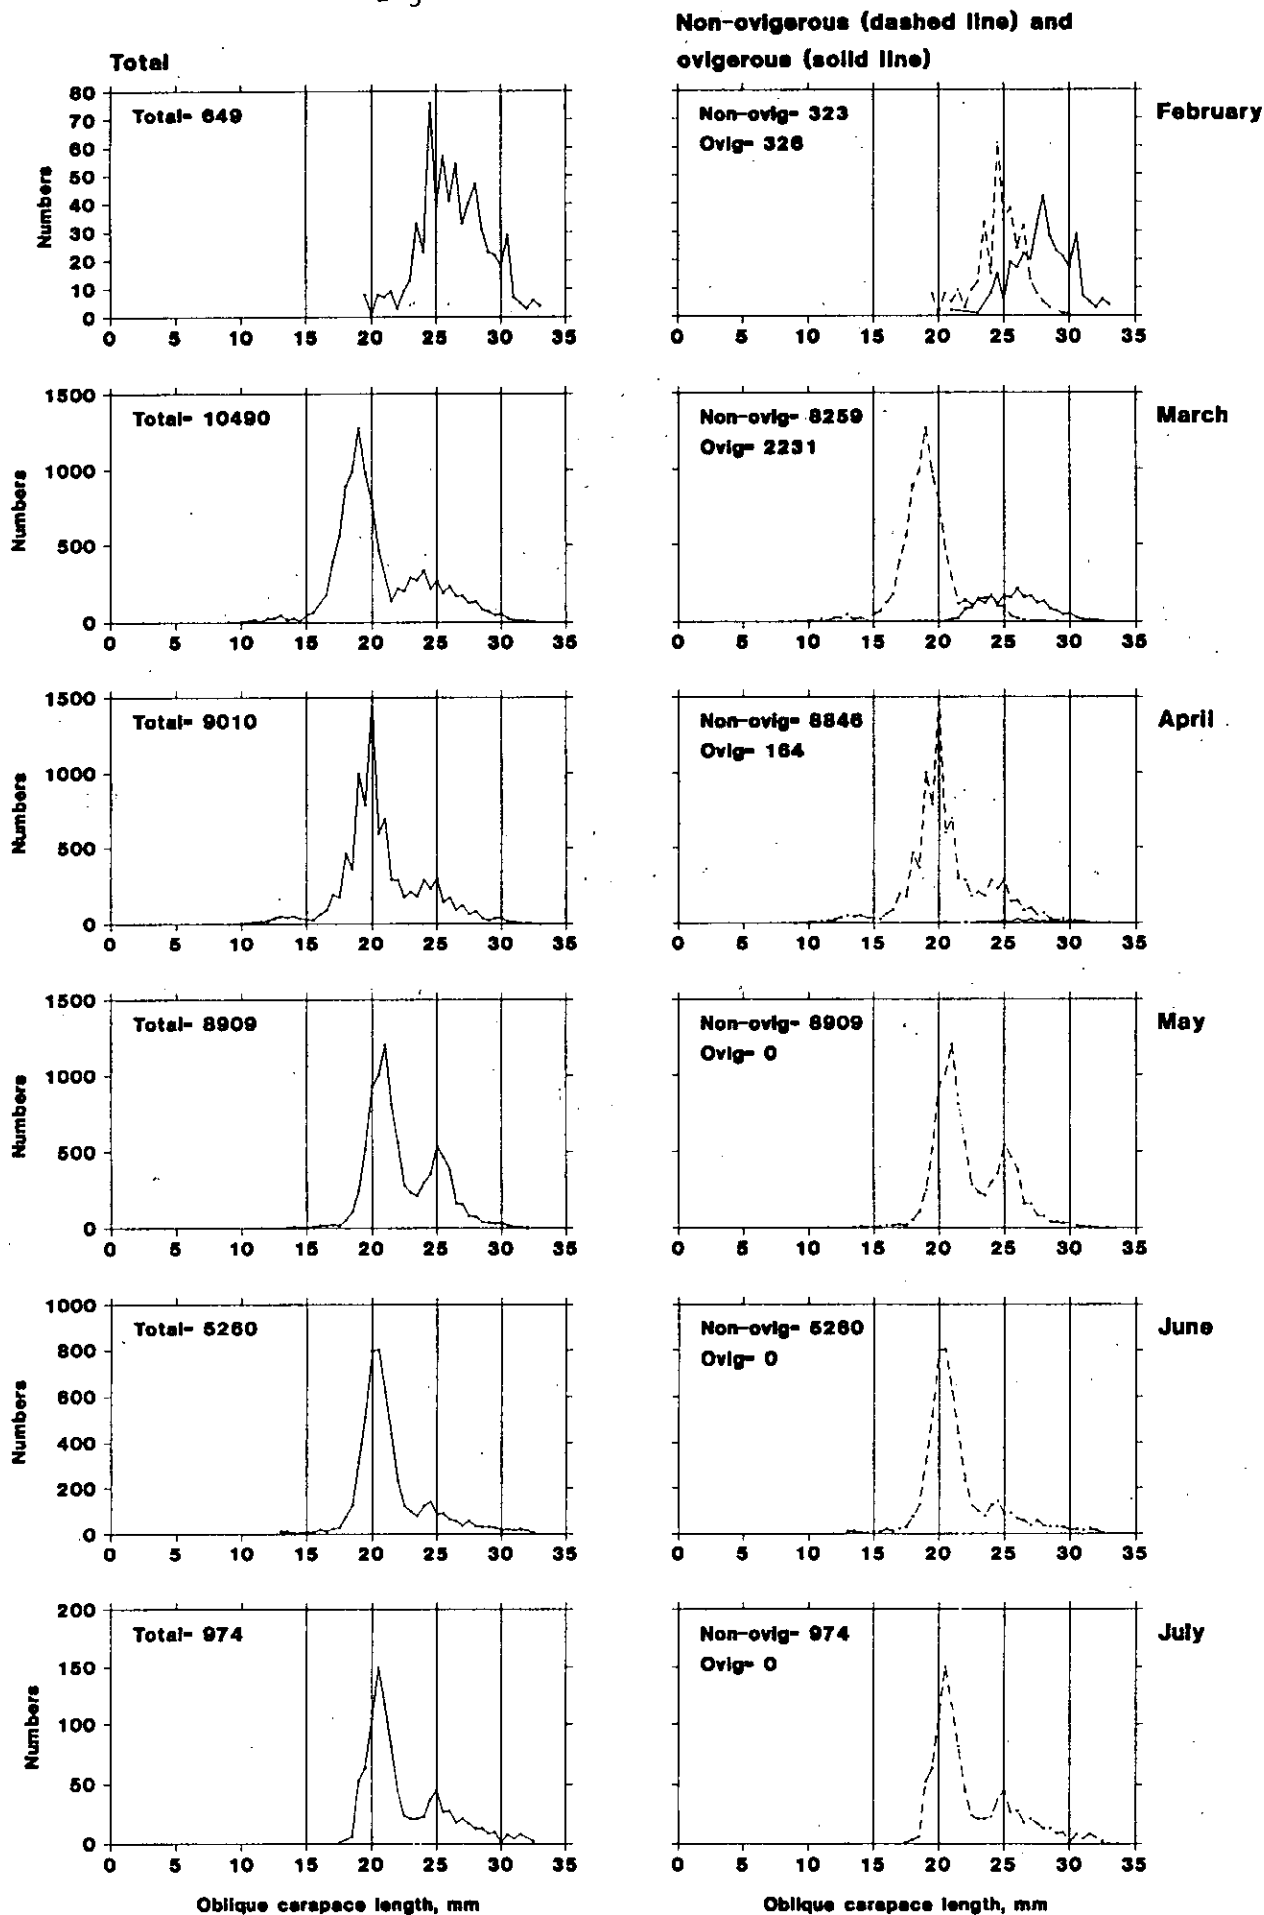 Non-ovigerous (dashed line) and
ovigerous (solid line)
Total
February
Total= 649
Non-ovig= 323
Ovig= 326
Numbers
80
70
60
50
40
30
20
10
0
0 5 10 15 20 25 30 35
0 5 10 15 20 25 30 35
March
Total= 10490
Non-ovig= 8259
Ovig= 2231
Numbers
1500
1000
500
0
0 5 10 15 20 25 30 35
0 5 10 15 20 25 30 35
April
Total= 9010
Non-ovig= 8846
Ovig= 164
Numbers
1500
1000
500
0
0 5 10 15 20 25 30 35
0 5 10 15 20 25 30 35
May
Total= 8909
Non-ovig= 8909
Ovig= 0
Numbers
1500
1000
500
0
0 5 10 15 20 25 30 35
0 5 10 15 20 25 30 35
June
Total= 5260
Non-ovig= 5260
Ovig= 0
Numbers
1000
800
600
400
200
0
0 5 10 15 20 25 30 35
0 5 10 15 20 25 30 35
July
Total= 974
Non-ovig= 974
Ovig= 0
Numbers
200
150
100
50
0
0 5 10 15 20 25 30 35
0 5 10 15 20 25 30 35
Oblique carapace length, mm
Oblique carapace length, mm